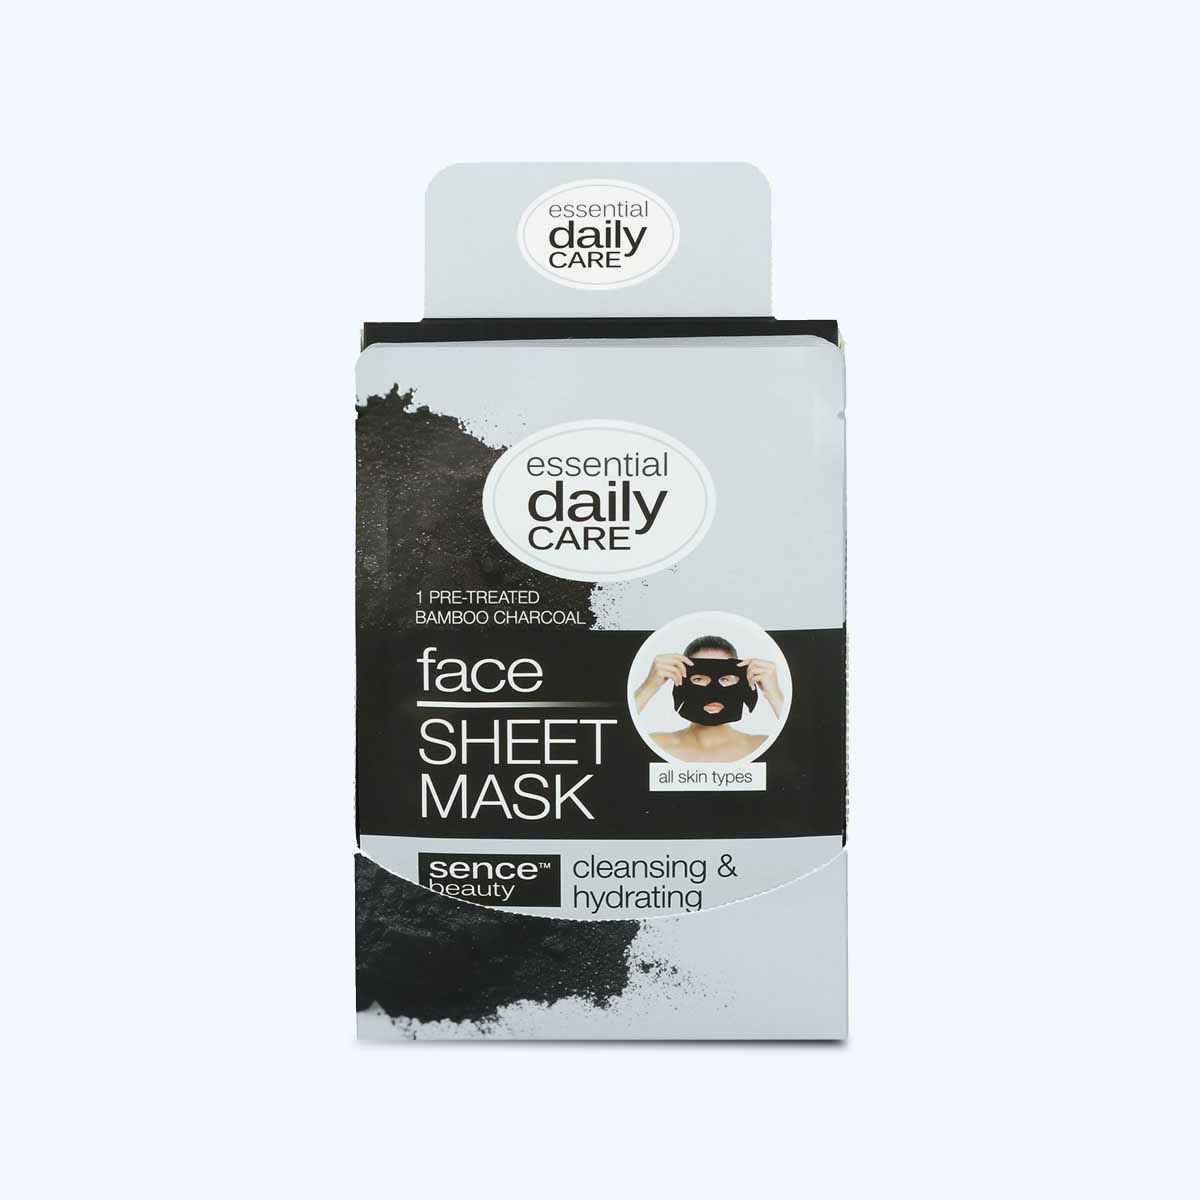 essential
daily
CARE
essential
daily
CARE
1 PRE-TREATED
BAMBOO CHARCOAL
face
SHEET
MASK
all skin types
sence™
beauty
cleansing &
hydrating